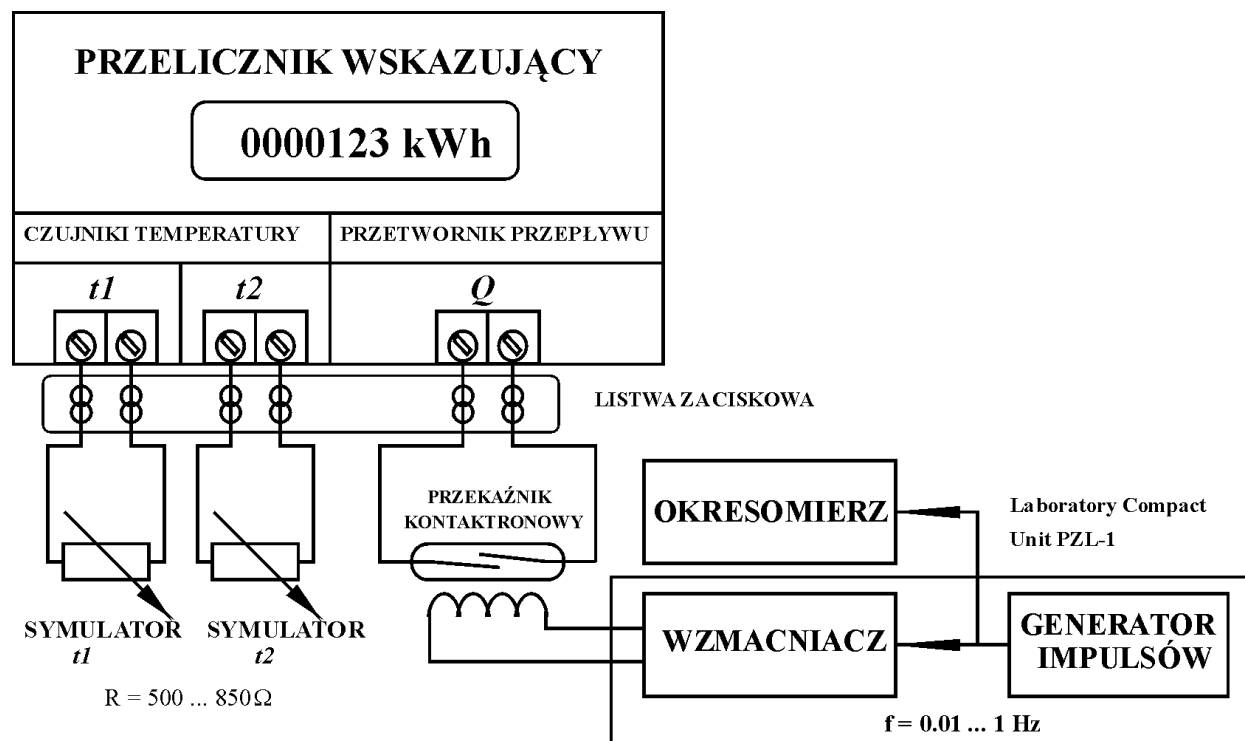 PRZELICZNIK WSKAZUJĄCY
0000123 kWh
CZUJNIKI TEMPERATURY
PRZETWORNIK PRZEPŁYWU
t1
t2
Q
LISTWA ZACISKOWA
PRZEKAŹNIK
KONTAKTRONOWY
OKRESOMIERZ
Laboratory Compact
Unit PZL-1
SYMULATOR
t1
SYMULATOR
t2
WZMACNIACZ
GENERATOR
IMPULSÓW
R = 500 ... 850Ω
f = 0.01 ... 1 Hz